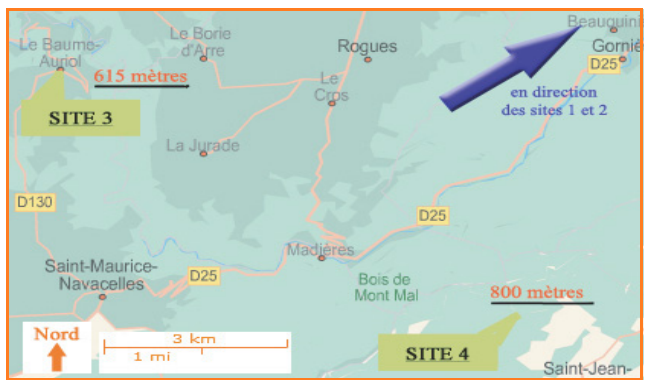 Beauquini
Le Borie
d'Arre
Le Baume-
Auriol
Rogues
Gorniè
D25
615 mètres
Le
Cros
en direction
des sites 1 et 2
SITE 3
La Jurade
D130
D25
Madières
Saint-Maurice-
Navacelles
D25
Bois de
Mont Mal
800 mètres
Nord
3 km
1 mi
SITE 4
Saint-Jean-